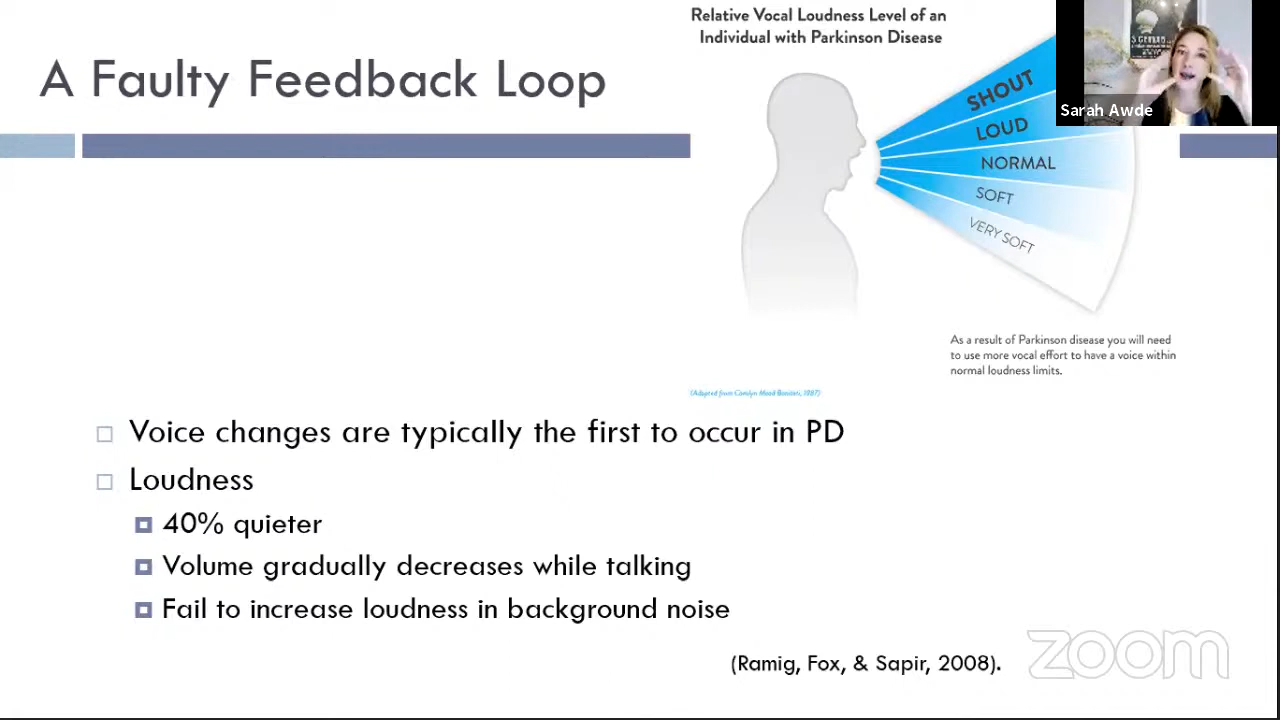 Relative Vocal Loudness Level of an
Individual with Parkinson Disease
A Faulty Feedback Loop
SHOUT
LOUD
NORMAL
SOFT
VERY SOFT
Sarah Awde
As a result of Parkinson disease you will need
to use more vocal effort to have a voice within
normal loudness limits.
Voice changes are typically the first to occur in PD
Loudness
40% quieter
Volume gradually decreases while talking
Fail to increase loudness in background noise
(Ramig, Fox, & Sapir, 2008).
zoom